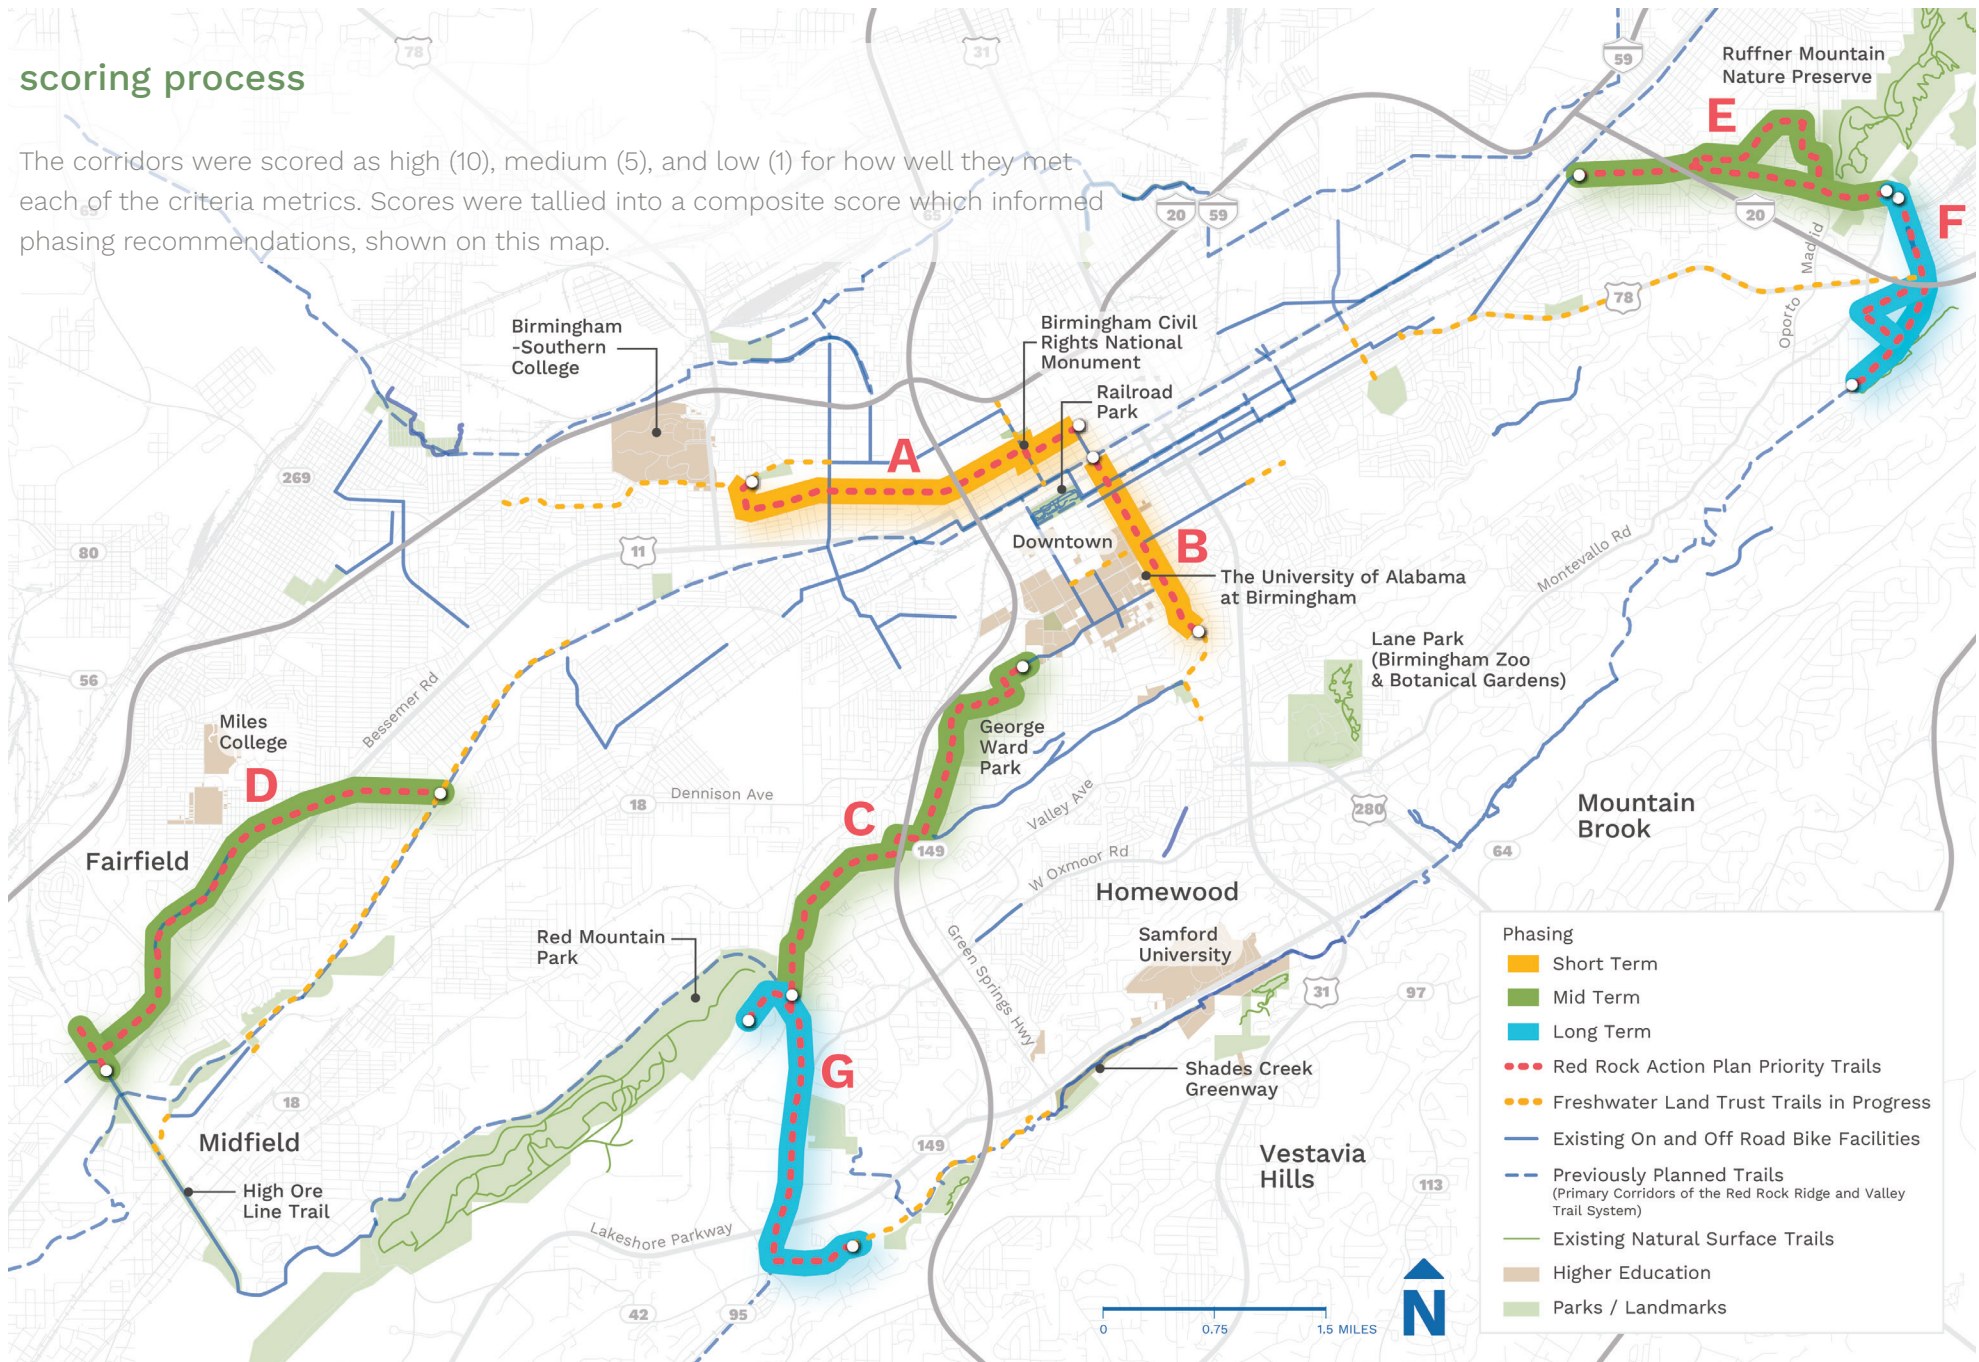 scoring process
The corridors were scored as high (10), medium (5), and low (1) for how well they met
each of the criteria metrics. Scores were tallied into a composite score which informed
phasing recommendations, shown on this map.
78
31
59
Ruffner Mountain
Nature Preserve
E
69
65
20
59
20
F
Madrid
Oporto
78
Birmingham
-Southern
College
Birmingham Civil
Rights National
Monument
Railroad
Park
A
269
80
11
Downtown
B
The University of Alabama
at Birmingham
Montevallo Rd
56
Lane Park
(Birmingham Zoo
& Botanical Gardens)
Bessemer Rd
Miles
College
D
George
Ward
Park
18
Dennison Ave
C
Valley Ave
280
Mountain
Brook
Fairfield
149
W Oxmoor Rd
64
Homewood
Red Mountain
Park
Green Springs Hwy
Samford
University
31
97
G
Shades Creek
Greenway
18
Midfield
149
Vestavia
Hills
113
High Ore
Line Trail
Lakeshore Parkway
42
95
0
0.75
1.5 MILES
N
Phasing
Short Term
Mid Term
Long Term
Red Rock Action Plan Priority Trails
Freshwater Land Trust Trails in Progress
Existing On and Off Road Bike Facilities
Previously Planned Trails
(Primary Corridors of the Red Rock Ridge and Valley
Trail System)
Existing Natural Surface Trails
Higher Education
Parks / Landmarks